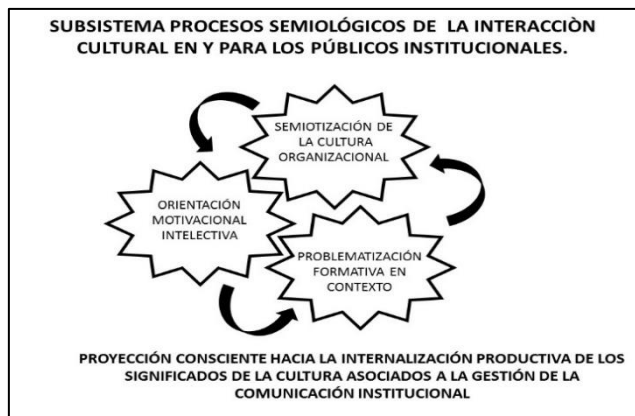 SUBSISTEMA PROCESOS SEMIOLÓGICOS DE LA INTERACCIÒN
CULTURAL EN Y PARA LOS PÚBLICOS INSTITUCIONALES.
SEMIOTIZACIÓN DE
LA CULTURA
ORGANIZACIONAL
ORIENTACIÓN
MOTIVACIONAL
INTELECTIVA
PROBLEMATIZACIÓN
FORMATIVA EN
CONTEXTO
PROYECCIÓN CONSCIENTE HACIA LA INTERNALIZACIÓN PRODUCTIVA DE LOS
SIGNIFICADOS DE LA CULTURA ASOCIADOS A LA GESTIÓN DE LA
COMUNICACIÓN INSTITUCIONAL